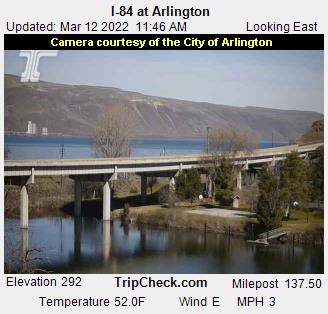 I-84 at Arlington
Updated: Mar 12 2022 11:46 AM Looking East
Camera courtesy of the City of Arlington
Elevation 292 TripCheck.com Milepost 137.50
Temperature 52.0F Wind E MPH 3